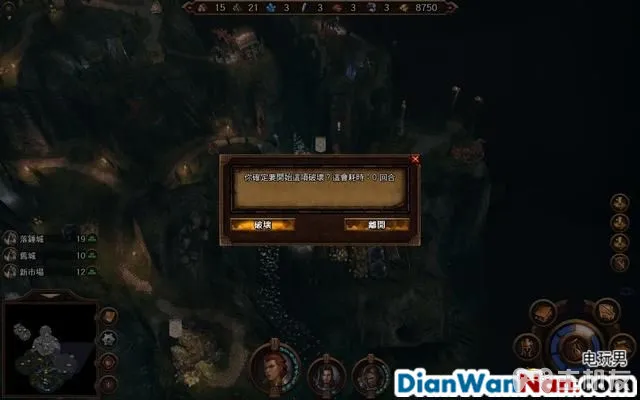 15 21 3 3 3 3 8750
你確定要開始這項破壞？這會耗時：0 回合
破壞 離開
落錘城 19
舊城 10
新市場 12
电玩男
DianWanNan.com